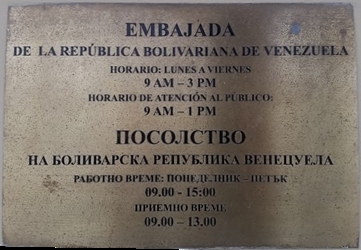 EMBAJADA
DE LA REPÚBLICA BOLIVARIANA DE VENEZUELA
HORARIO: LUNES A VIERNES
9 AM – 3 PM
HORARIO DE ATENCIÓN AL PÚBLICO:
9 AM – 1 PM
ПОСОЛСТВО
НА БОЛИВАРСКА РЕПУБЛИКА ВЕНЕЦУЕЛА
РАБОТНО ВРЕМЕ: ПОНЕДЕЛНИК – ПЕТЪК
09.00 - 15:00
ПРИЕМНО ВРЕМЕ
09.00 – 13.00